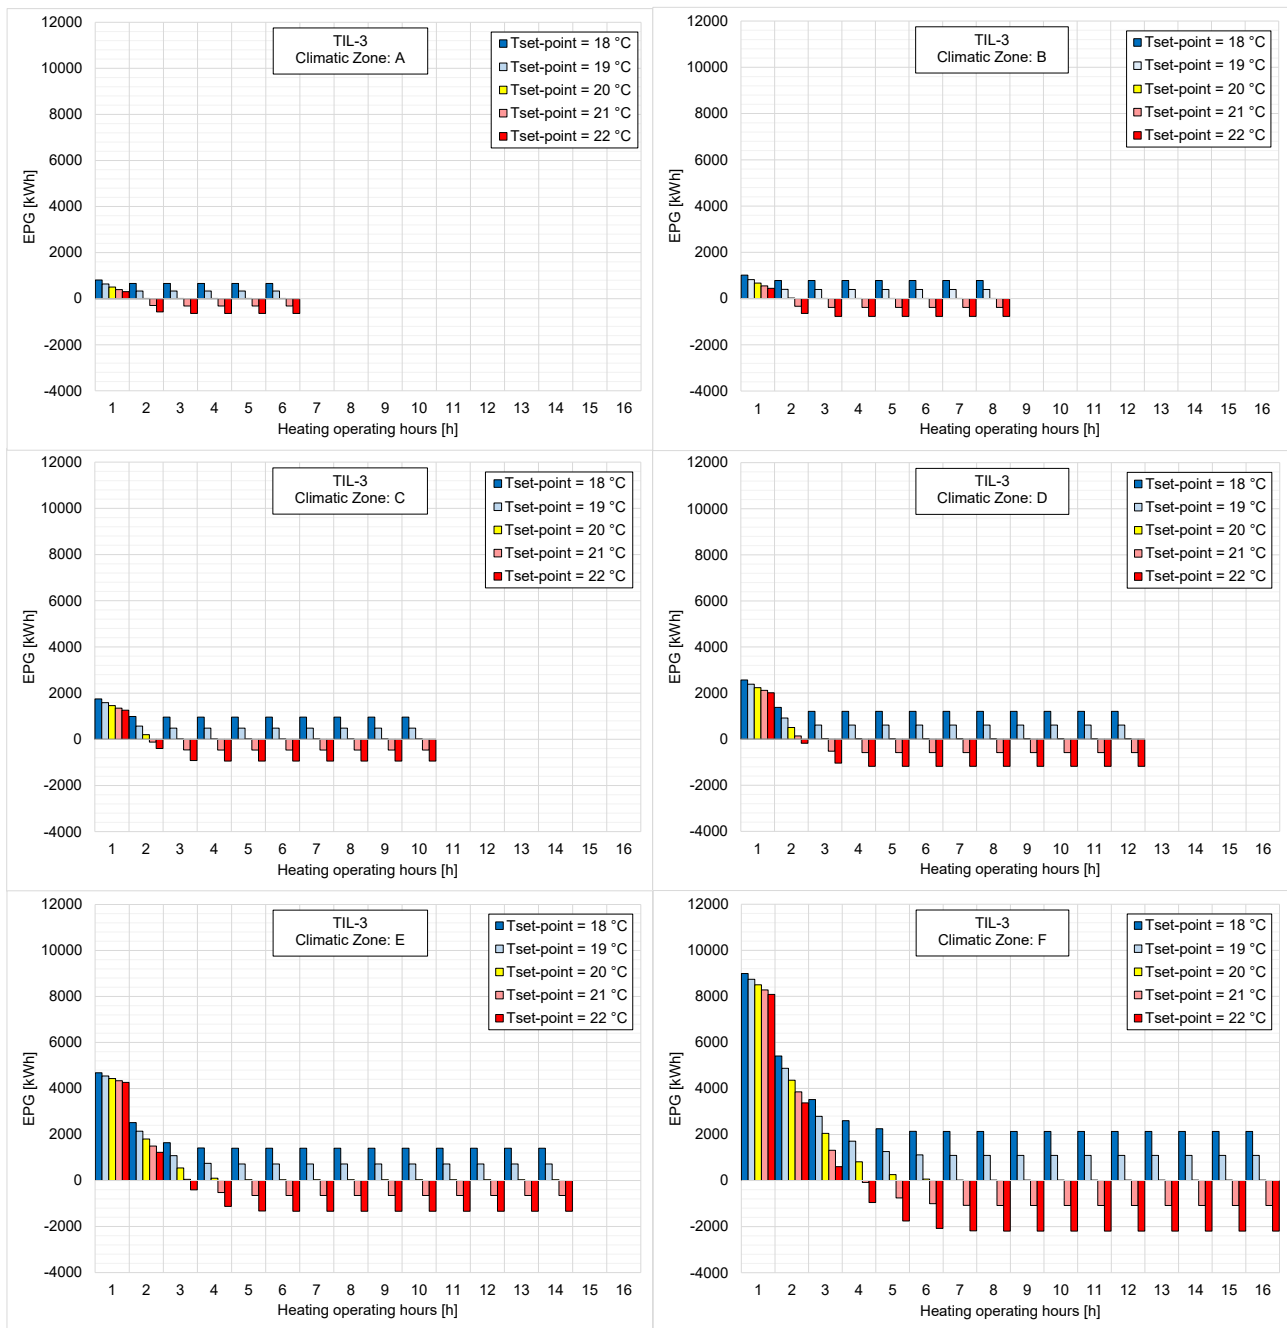 TIL-3
Climatic Zone: A
Tset-point = 18 °C
Tset-point = 19 °C
Tset-point = 20 °C
Tset-point = 21 °C
Tset-point = 22 °C
12000
10000
8000
6000
4000
2000
0
-2000
-4000
EPG [kWh]
1 2 3 4 5 6 7 8 9 10 11 12 13 14 15 16
Heating operating hours [h]
TIL-3
Climatic Zone: B
Tset-point = 18 °C
Tset-point = 19 °C
Tset-point = 20 °C
Tset-point = 21 °C
Tset-point = 22 °C
12000
10000
8000
6000
4000
2000
0
-2000
-4000
EPG [kWh]
1 2 3 4 5 6 7 8 9 10 11 12 13 14 15 16
Heating operating hours [h]
TIL-3
Climatic Zone: C
Tset-point = 18 °C
Tset-point = 19 °C
Tset-point = 20 °C
Tset-point = 21 °C
Tset-point = 22 °C
12000
10000
8000
6000
4000
2000
0
-2000
-4000
EPG [kWh]
1 2 3 4 5 6 7 8 9 10 11 12 13 14 15 16
Heating operating hours [h]
TIL-3
Climatic Zone: D
Tset-point = 18 °C
Tset-point = 19 °C
Tset-point = 20 °C
Tset-point = 21 °C
Tset-point = 22 °C
12000
10000
8000
6000
4000
2000
0
-2000
-4000
EPG [kWh]
1 2 3 4 5 6 7 8 9 10 11 12 13 14 15 16
Heating operating hours [h]
TIL-3
Climatic Zone: E
Tset-point = 18 °C
Tset-point = 19 °C
Tset-point = 20 °C
Tset-point = 21 °C
Tset-point = 22 °C
12000
10000
8000
6000
4000
2000
0
-2000
-4000
EPG [kWh]
1 2 3 4 5 6 7 8 9 10 11 12 13 14 15 16
Heating operating hours [h]
TIL-3
Climatic Zone: F
Tset-point = 18 °C
Tset-point = 19 °C
Tset-point = 20 °C
Tset-point = 21 °C
Tset-point = 22 °C
12000
10000
8000
6000
4000
2000
0
-2000
-4000
EPG [kWh]
1 2 3 4 5 6 7 8 9 10 11 12 13 14 15 16
Heating operating hours [h]